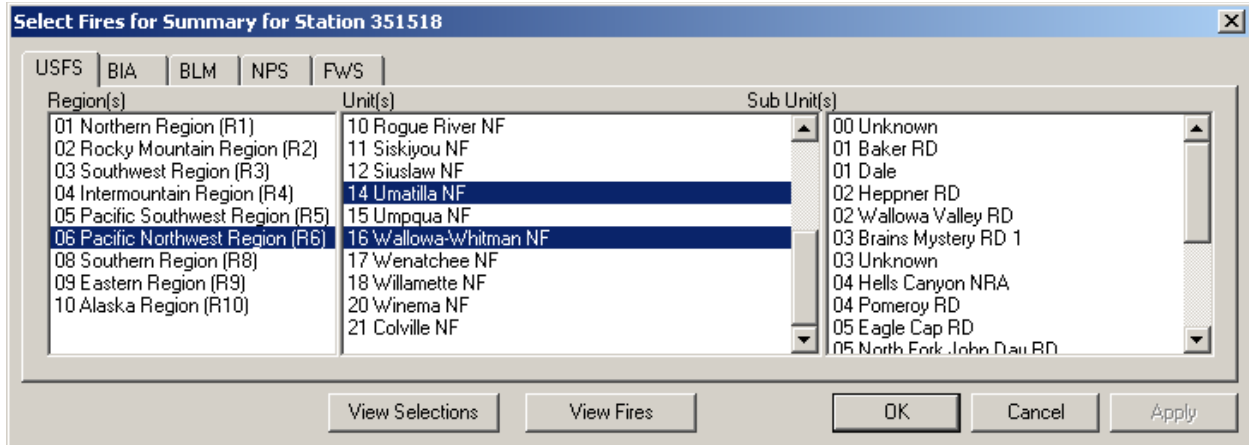 Select Fires for Summary for Station 351518
USFS BIA BLM NPS FWS
Region(s) Unit(s) Sub Unit(s)
01 Northern Region (R1)
02 Rocky Mountain Region (R2)
03 Southwest Region (R3)
04 Intermountain Region (R4)
05 Pacific Southwest Region (R5)
06 Pacific Northwest Region (R6)
08 Southern Region (R8)
09 Eastern Region (R9)
10 Alaska Region (R10)
10 Rogue River NF
11 Siskiyou NF
12 Siuslaw NF
14 Umatilla NF
15 Umpqua NF
16 Wallowa-Whitman NF
17 Wenatchee NF
18 Willamette NF
20 Winema NF
21 Colville NF
00 Unknown
01 Baker RD
01 Dale
02 Heppner RD
02 Wallowa Valley RD
03 Brains Mystery RD 1
03 Unknown
04 Hells Canyon NRA
04 Pomeroy RD
05 Eagle Cap RD
05 North Fork John Day RD
View Selections View Fires OK Cancel Apply